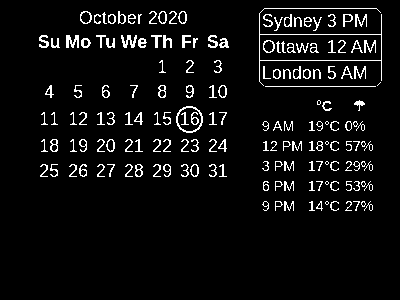 October 2020
Su Mo Tu We Th Fr Sa
1 2 3
4 5 6 7 8 9 10
11 12 13 14 15 16 17
18 19 20 21 22 23 24
25 26 27 28 29 30 31
Sydney 3 PM
Ottawa 12 AM
London 5 AM
°C ☂
9 AM 19°C 0%
12 PM 18°C 57%
3 PM 17°C 29%
6 PM 17°C 53%
9 PM 14°C 27%